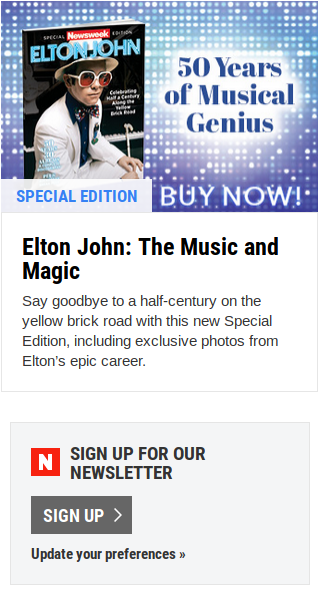 SPECIAL Newsweek EDITION
ELTON JOHN
Celebrating
Half a Century
Along the
Yellow
Brick Road
50 Years
of Musical
Genius
SPECIAL EDITION
BUY NOW!
Elton John: The Music and
Magic
Say goodbye to a half-century on the
yellow brick road with this new Special
Edition, including exclusive photos from
Elton’s epic career.
N
SIGN UP FOR OUR
NEWSLETTER
SIGN UP >
Update your preferences »